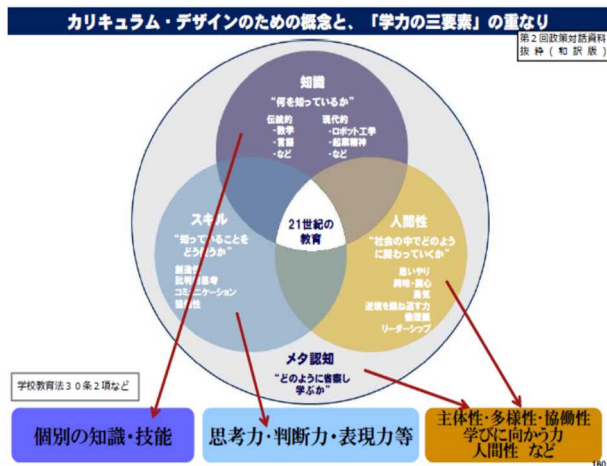 カリキュラム・デザインのための概念と、「学力の三要素」の重なり
第２回政策対話資料
抜粋（和訳版）
知識
“何を知っているか”
伝統的 現代的
・数学 ・ロボット工学
・言語 ・起業精神
・など ・など
スキル
“知っていることを
どう使うか”
創造性
批判的思考
コミュニケーション
協働性
21世紀の
教育
人間性
“社会の中でどのように
関わっていくか”
思いやり
興味・関心
勇気
逆境を跳ね返す力
倫理観
リーダーシップ
メタ認知
“どのように省察し
学ぶか”
学校教育法３０条２項など
個別の知識・技能
思考力・判断力・表現力等
主体性・多様性・協働性
学びに向かう力
人間性 など
160